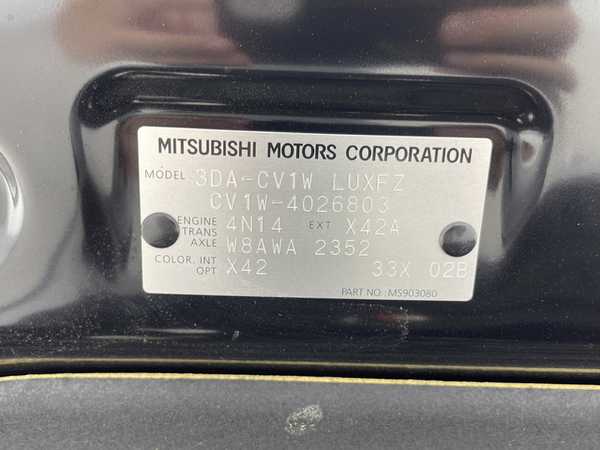 MITSUBISHI MOTORS CORPORATION
MODEL 3DA-CV1W LUXFZ
CV1W-4026803
ENGINE 4N14 EXT X42A
TRANS AXLE W8AWA 2352
COLOR, INT OPT X42 33X 02B
PART NO : MS903080